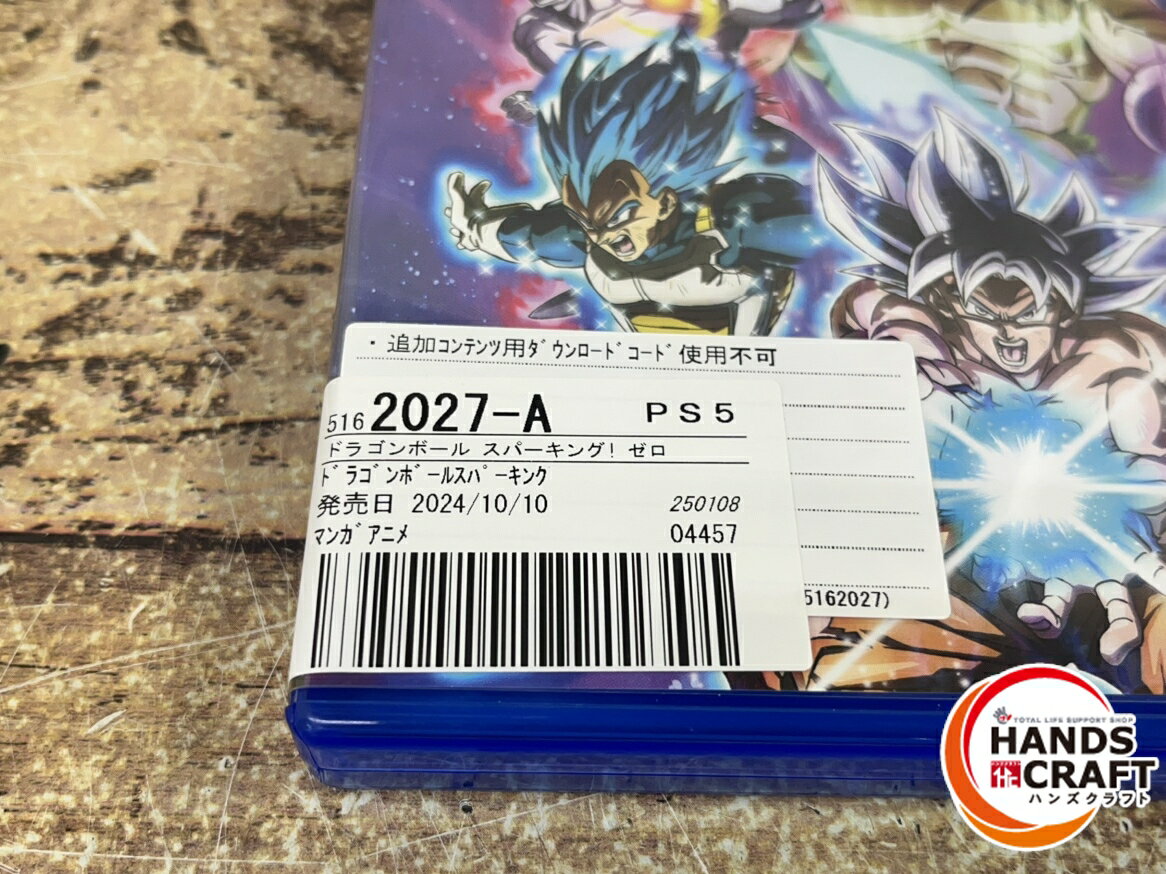 ・追加コンテンツ用ダウンロードコード使用不可
5162027-A PS5
ドラゴンボール スパーキング! ゼロ
ドラゴンボールスパーキング
発売日 2024/10/10 250108
マンガアニメ 04457
5162027)
TOTAL LIFE SUPPORT SHOP
HANDS
CRAFT
ハンズクラフト